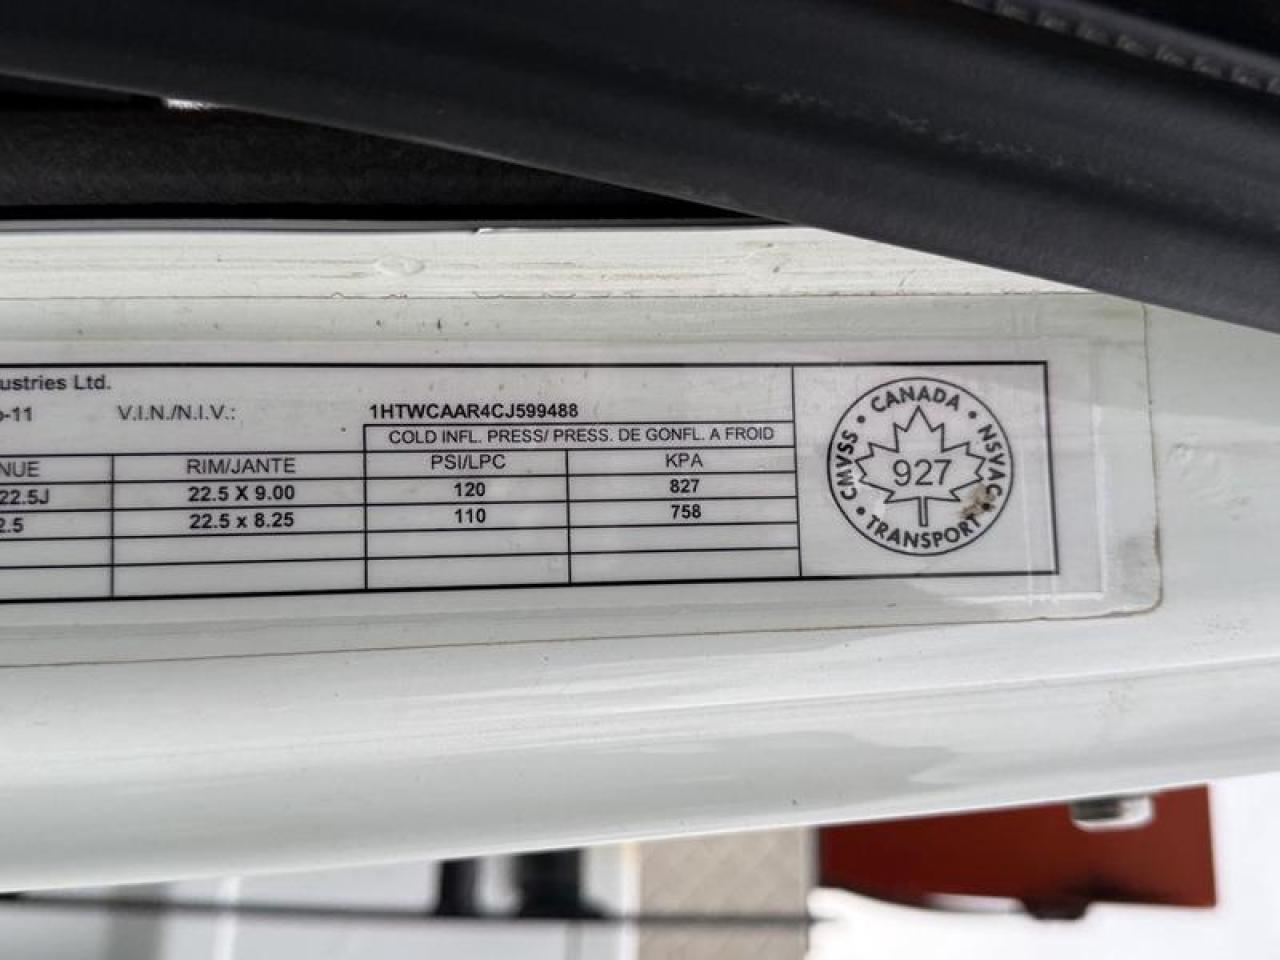 ustries Ltd.
-11 V.I.N./N.I.V.: 1HTWCAAR4CJ599488
COLD INFL. PRESS/ PRESS. DE GONFL. A FROID
NUE RIM/JANTE PSI/LPC KPA
22.5J 22.5 X 9.00 120 827
2.5 22.5 x 8.25 110 758
CANADA
CMVSS
NSVAC
927
TRANSPORT